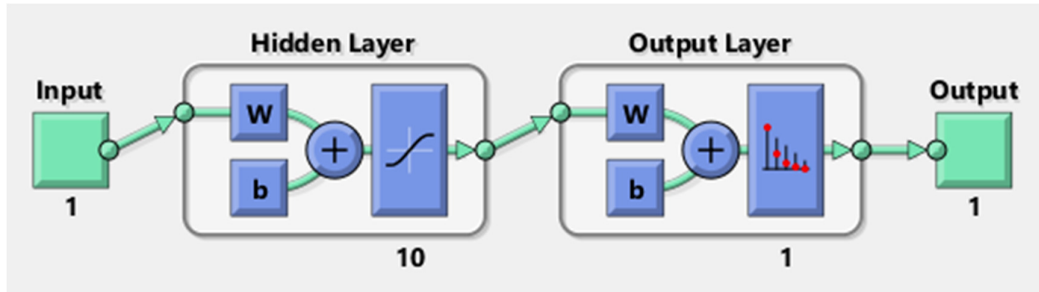 Hidden Layer
Output Layer
Input
Output
W
W
+
+
b
b
1
1
10
1